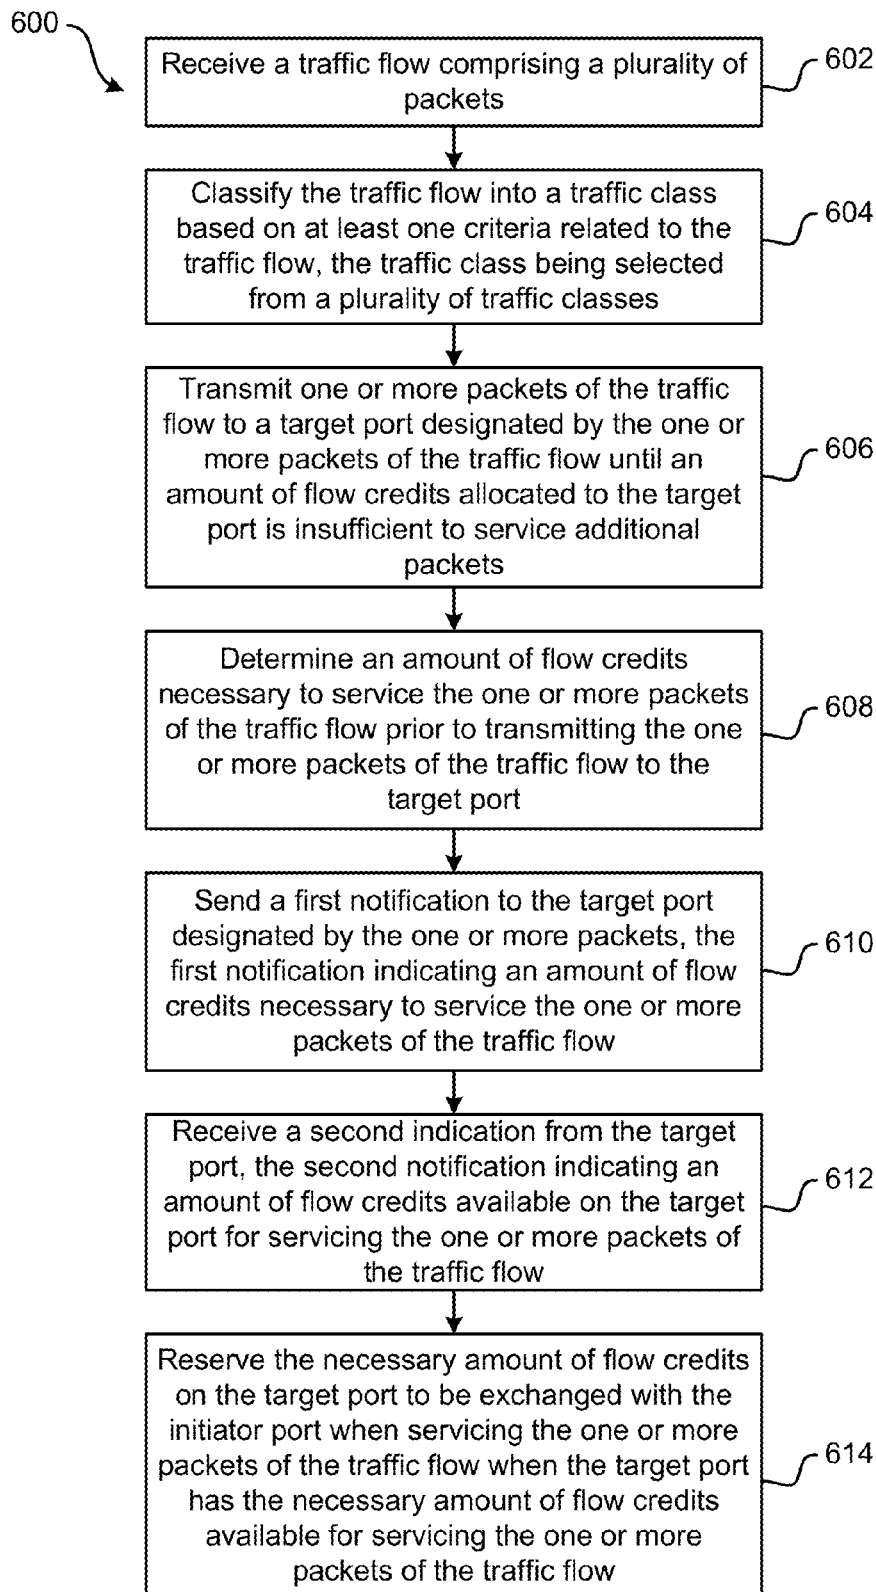 600
Receive a traffic flow comprising a plurality of
packets
602
Classify the traffic flow into a traffic class
based on at least one criteria related to the
traffic flow, the traffic class being selected
from a plurality of traffic classes
604
Transmit one or more packets of the traffic
flow to a target port designated by the one or
more packets of the traffic flow until an
amount of flow credits allocated to the target
port is insufficient to service additional
packets
606
Determine an amount of flow credits
necessary to service the one or more packets
of the traffic flow prior to transmitting the one
or more packets of the traffic flow to the
target port
608
Send a first notification to the target port
designated by the one or more packets, the
first notification indicating an amount of flow
credits necessary to service the one or more
packets of the traffic flow
610
Receive a second indication from the target
port, the second notification indicating an
amount of flow credits available on the target
port for servicing the one or more packets of
the traffic flow
612
Reserve the necessary amount of flow credits
on the target port to be exchanged with the
initiator port when servicing the one or more
packets of the traffic flow when the target port
has the necessary amount of flow credits
available for servicing the one or more
packets of the traffic flow
614